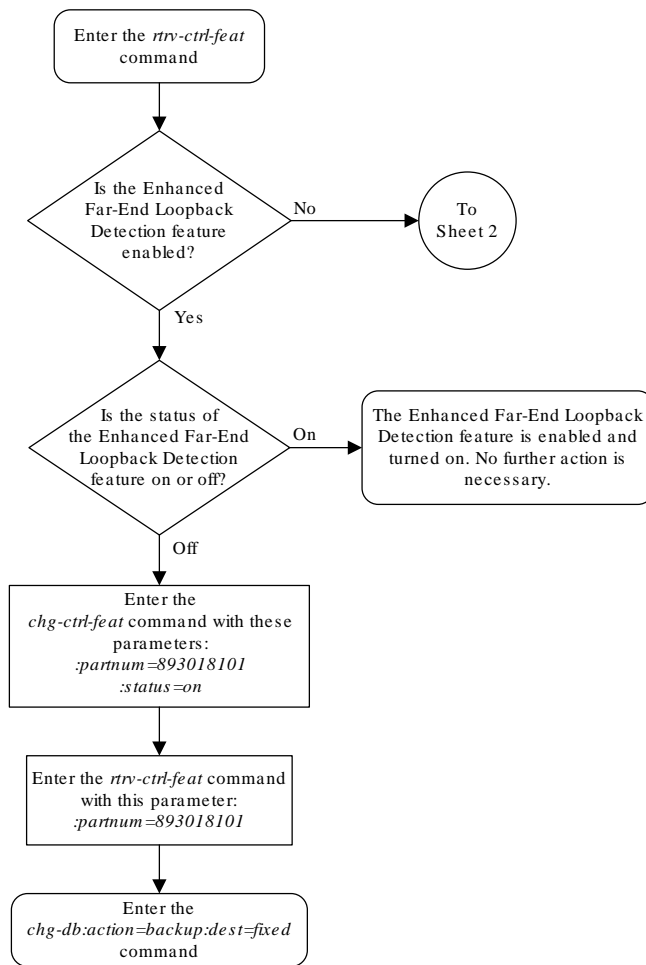 Enter the rtrv-ctrl-feat
command
Is the Enhanced
Far-End Loopback
Detection feature
enabled?
No
To
Sheet 2
Yes
Is the status of
the Enhanced Far-End
Loopback Detection
feature on or off?
On
The Enhanced Far-End Loopback
Detection feature is enabled and
turned on. No further action is
necessary.
Off
Enter the
chg-ctrl-feat command with these
parameters:
:partnum=893018101
:status=on
Enter the rtrv-ctrl-feat command
with this parameter:
:partnum=893018101
Enter the
chg-db:action=backup:dest=fixed
command